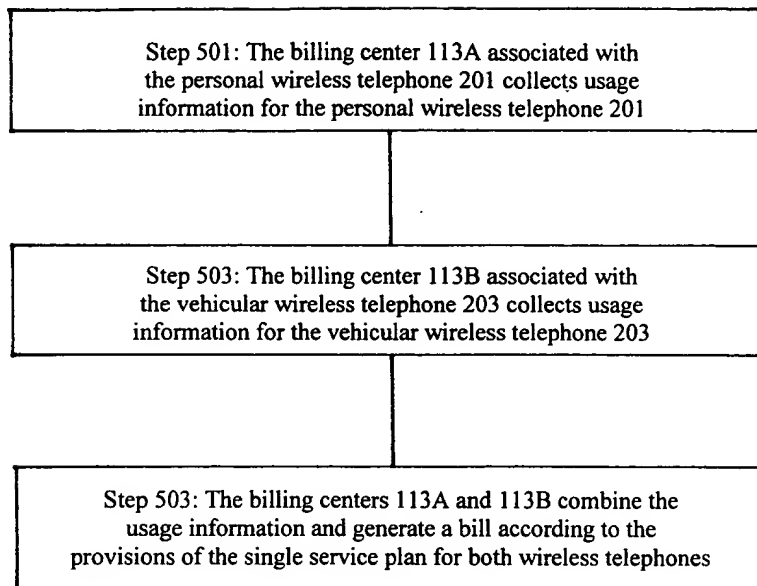 Step 501: The billing center 113A associated with
the personal wireless telephone 201 collects usage
information for the personal wireless telephone 201
Step 503: The billing center 113B associated with
the vehicular wireless telephone 203 collects usage
information for the vehicular wireless telephone 203
Step 503: The billing centers 113A and 113B combine the
usage information and generate a bill according to the
provisions of the single service plan for both wireless telephones